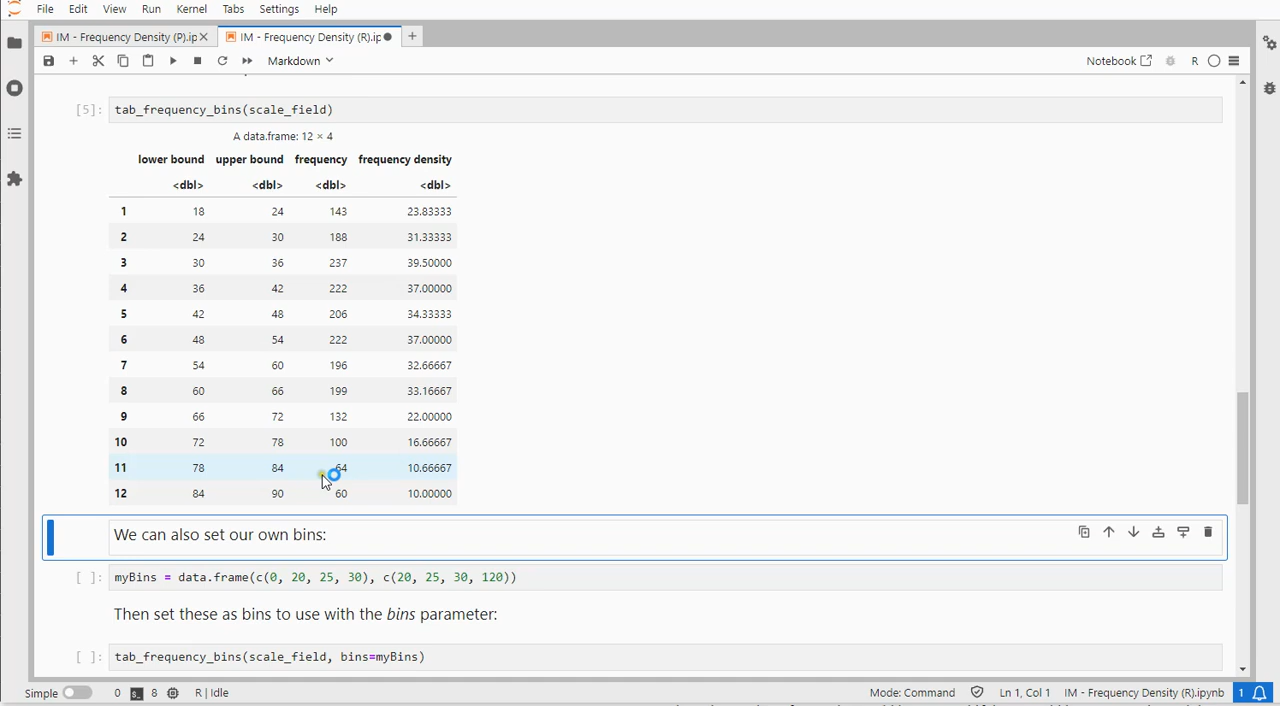 File Edit View Run Kernel Tabs Settings Help
IM - Frequency Density (P).ip IM - Frequency Density (R).ip
Markdown Notebook R
[5]: tab_frequency_bins(scale_field)
A data.frame: 12 × 4
lower bound upper bound frequency frequency density
<dbl> <dbl> <dbl> <dbl>
1 18 24 143 23.83333
2 24 30 188 31.33333
3 30 36 237 39.50000
4 36 42 222 37.00000
5 42 48 206 34.33333
6 48 54 222 37.00000
7 54 60 196 32.66667
8 60 66 199 33.16667
9 66 72 132 22.00000
10 72 78 100 16.66667
11 78 84 64 10.66667
12 84 90 60 10.00000
We can also set our own bins:
[ ]: myBins = data.frame(c(0, 20, 25, 30), c(20, 25, 30, 120))
Then set these as bins to use with the bins parameter:
[ ]: tab_frequency_bins(scale_field, bins=myBins)
Simple 0 8 R | Idle Mode: Command Ln 1, Col 1 IM - Frequency Density (R).ipynb 1